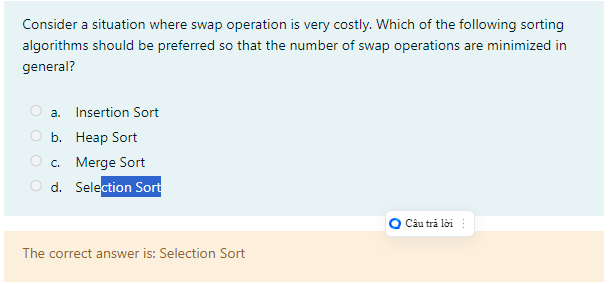 Consider a situation where swap operation is very costly. Which of the following sorting
algorithms should be preferred so that the number of swap operations are minimized in
general?
a. Insertion Sort
b. Heap Sort
c. Merge Sort
d. Selection Sort
Câu trả lời
The correct answer is: Selection Sort